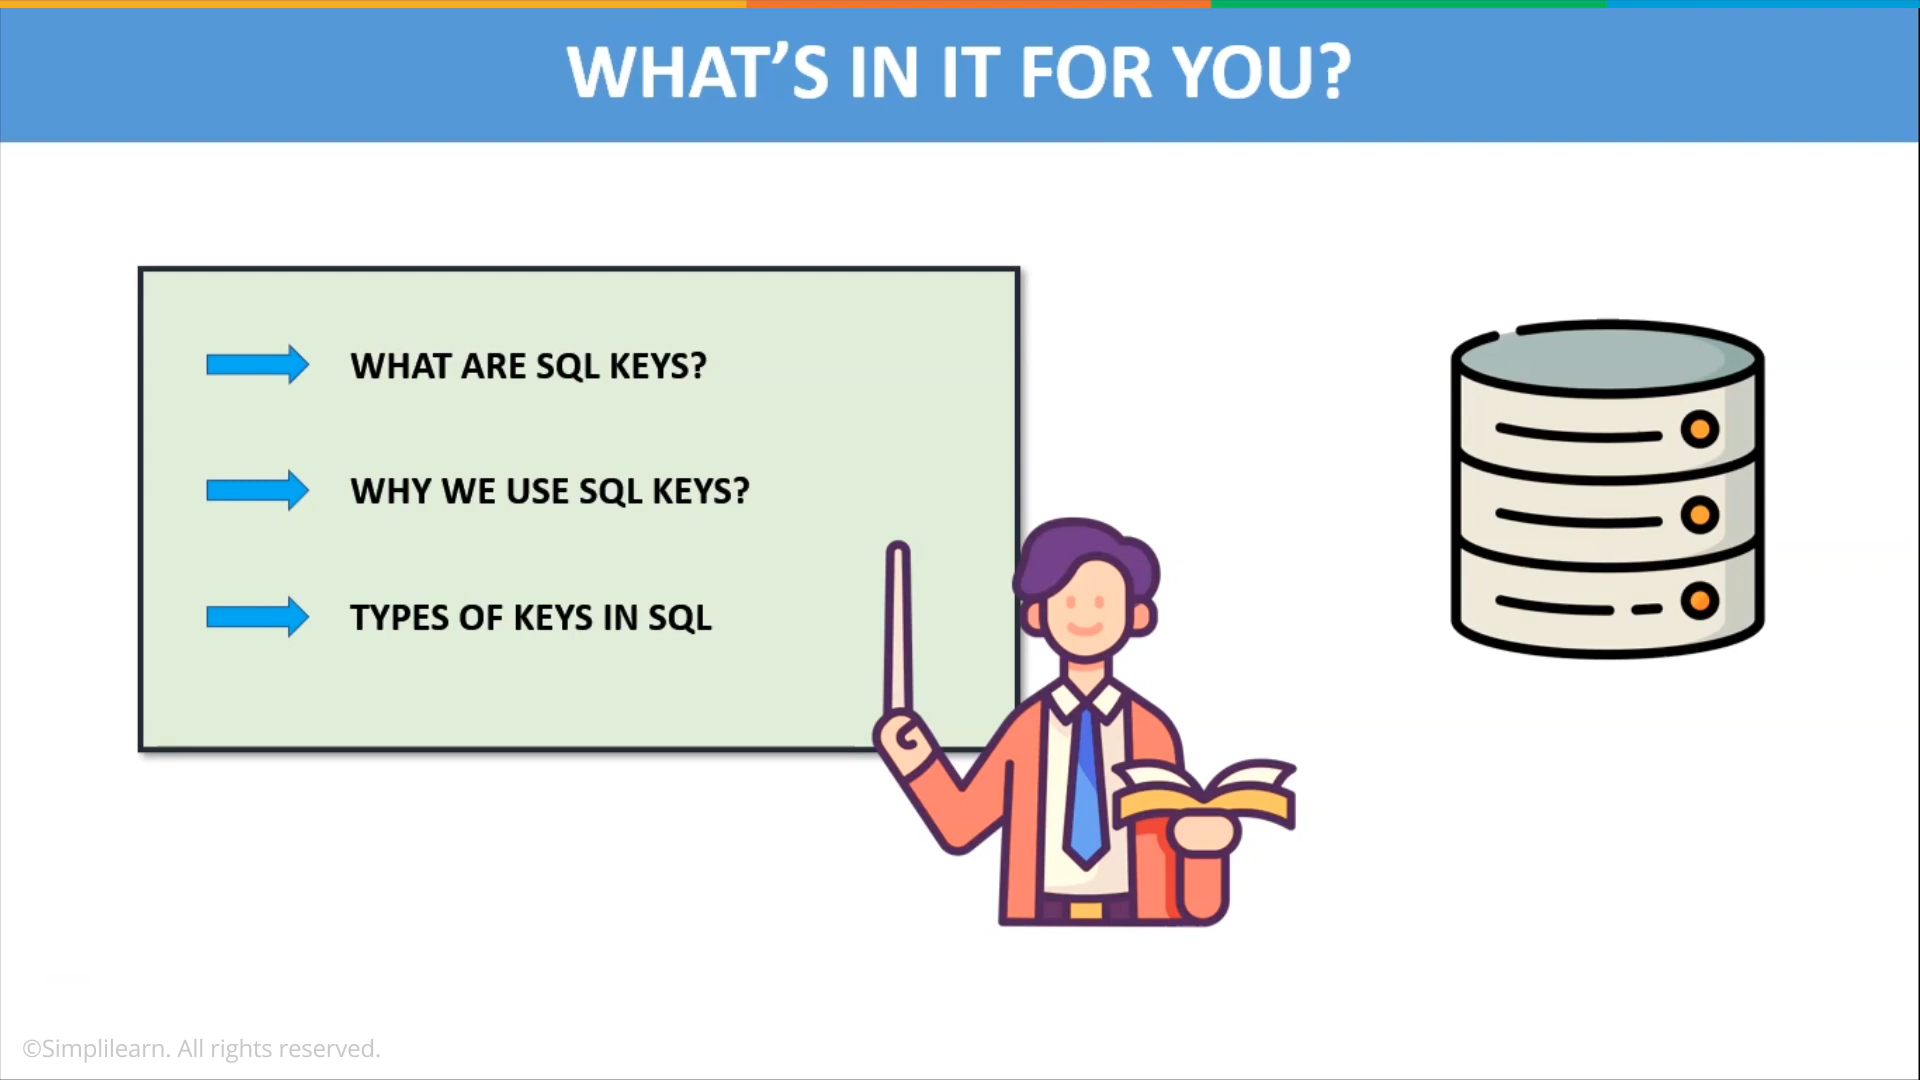 WHAT’S IN IT FOR YOU?
WHAT ARE SQL KEYS?
WHY WE USE SQL KEYS?
TYPES OF KEYS IN SQL
©Simplilearn. All rights reserved.